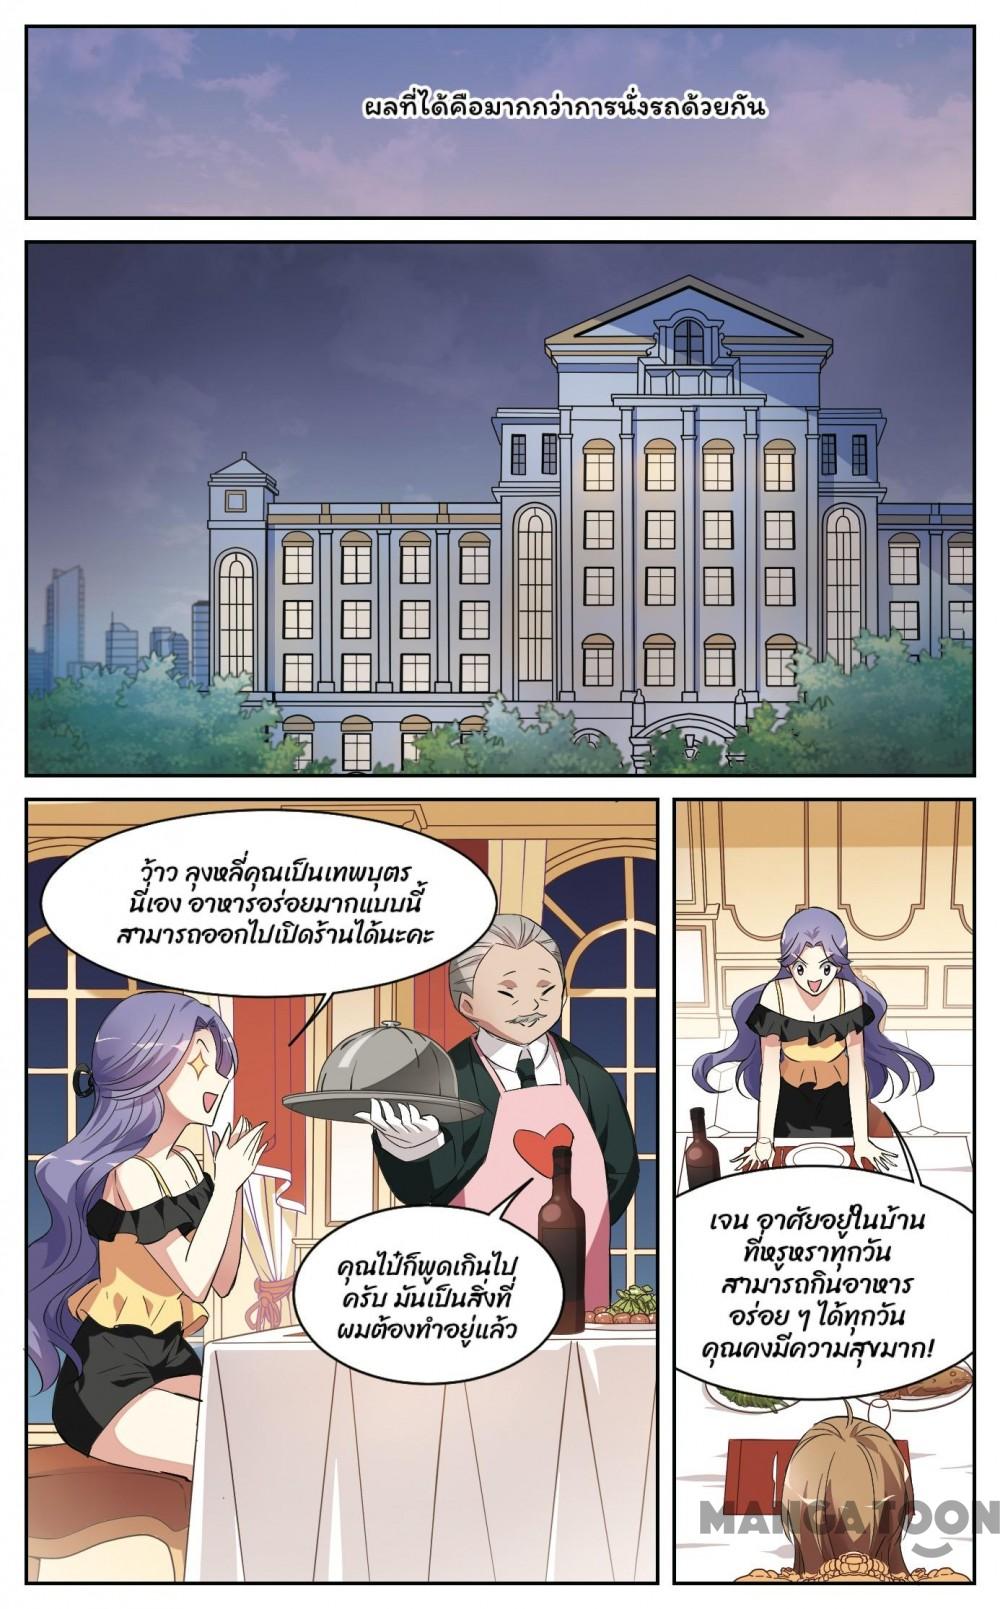 ผลที่ได้คือมากกว่าการนั่งรถด้วยกัน
ว้าว ลุงหลี่คุณเป็นเทพบุตร
นี่เอง อาหารอร่อยมากแบบนี้
สามารถออกไปเปิดร้านได้นะคะ
คุณไป๋ก็พูดเกินไป
ครับ มันเป็นสิ่งที่
ผมต้องทำอยู่แล้ว
เจน อาศัยอยู่ในบ้าน
ที่หรูหราทุกวัน
สามารถกินอาหาร
อร่อย ๆ ได้ทุกวัน
คุณคงมีความสุขมาก!
MANGATOON